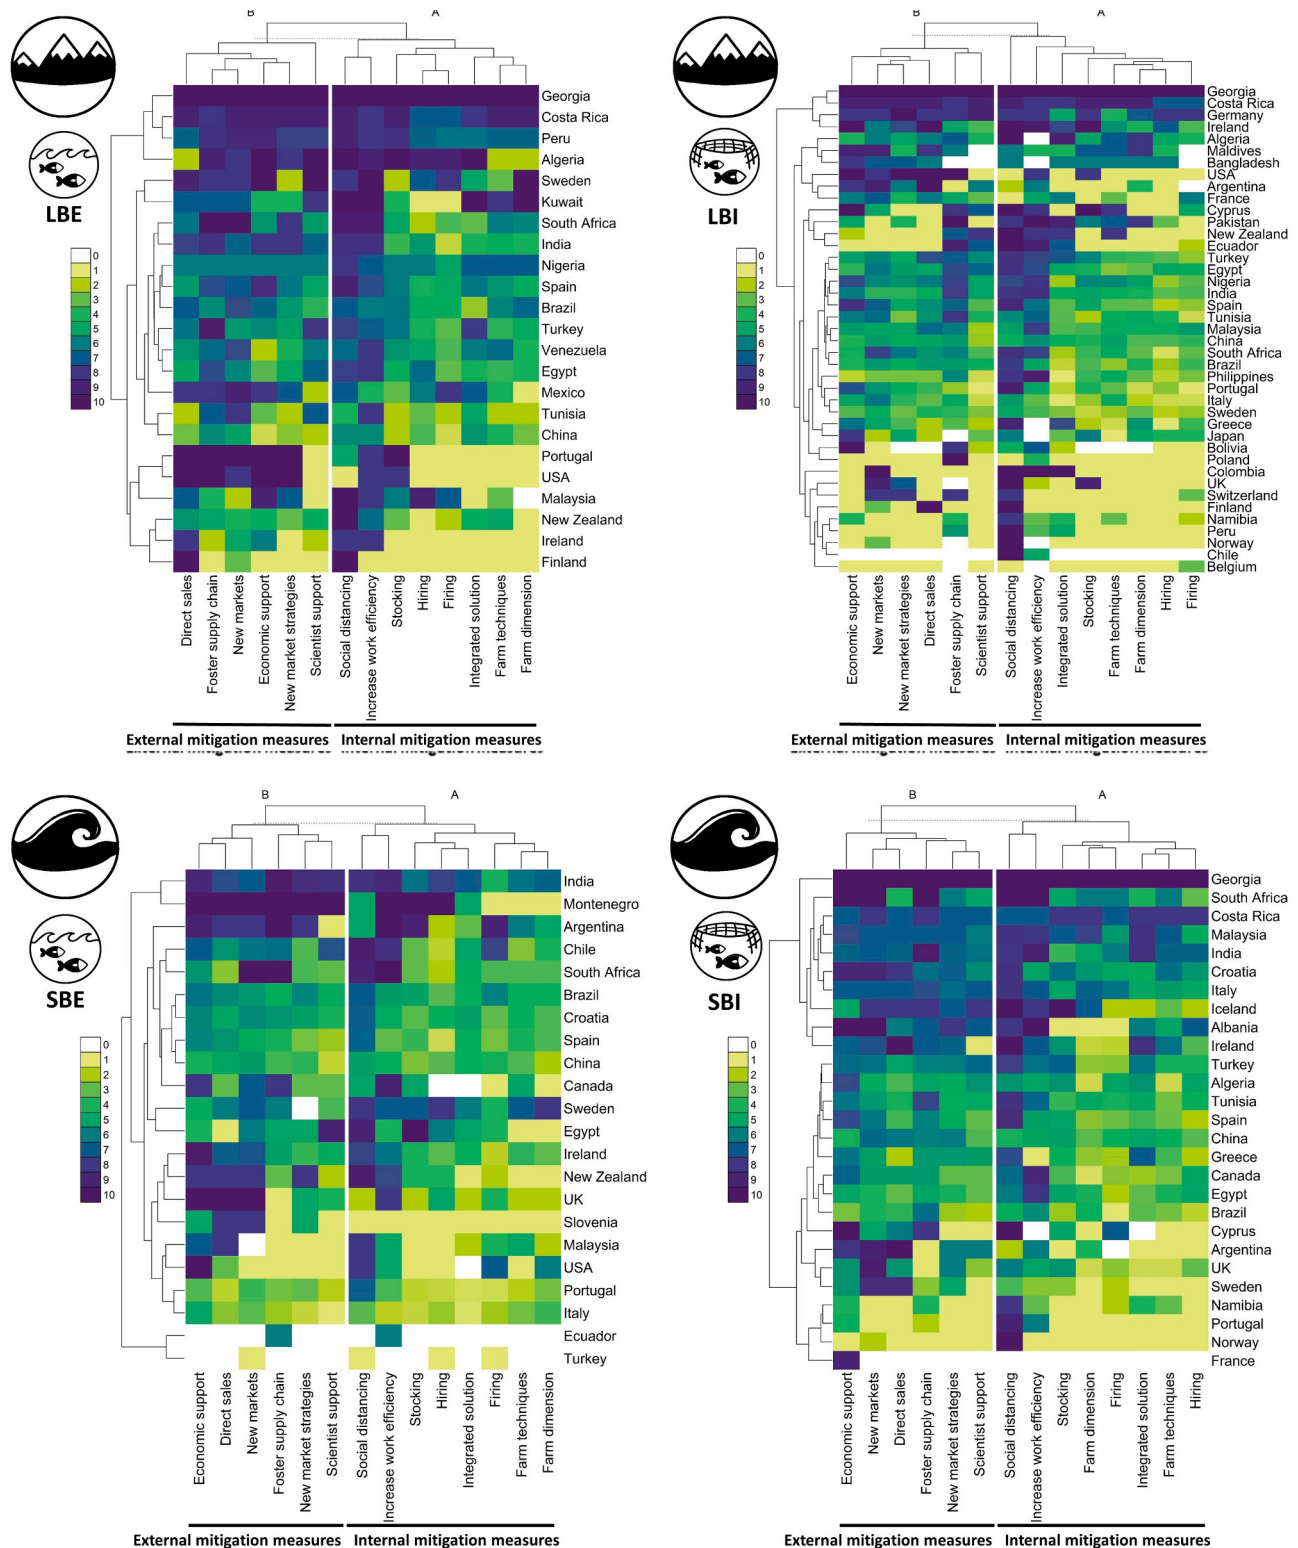 B A
Georgia
Costa Rica
Peru
Algeria
Sweden
Kuwait
South Africa
India
Nigeria
Spain
Brazil
Turkey
Venezuela
Egypt
Mexico
Tunisia
China
Portugal
USA
Malaysia
New Zealand
Ireland
Finland
LBE
0
1
2
3
4
5
6
7
8
9
10
Direct sales
Foster supply chain
New markets
Economic support
New market strategies
Scientist support
Social distancing
Increase work efficiency
Stocking
Hiring
Firing
Integrated solution
Farm techniques
Farm dimension
External mitigation measures
Internal mitigation measures
B A
Georgia
Costa Rica
Germany
Ireland
Algeria
Maldives
Bangladesh
USA
Argentina
France
Cyprus
Pakistan
New Zealand
Ecuador
Turkey
Egypt
Nigeria
India
Spain
Tunisia
Malaysia
China
South Africa
Brazil
Philippines
Portugal
Italy
Sweden
Greece
Japan
Bolivia
Poland
Colombia
UK
Switzerland
Finland
Namibia
Peru
Norway
Chile
Belgium
LBI
0
1
2
3
4
5
6
7
8
9
10
Economic support
New markets
New market strategies
Direct sales
Foster supply chain
Scientist support
Social distancing
Increase work efficiency
Integrated solution
Stocking
Farm techniques
Farm dimension
Hiring
Firing
External mitigation measures
Internal mitigation measures
B A
India
Montenegro
Argentina
Chile
South Africa
Brazil
Croatia
Spain
China
Canada
Sweden
Egypt
Ireland
New Zealand
UK
Slovenia
Malaysia
USA
Portugal
Italy
Ecuador
Turkey
SBE
0
1
2
3
4
5
6
7
8
9
10
Economic support
Direct sales
New markets
Foster supply chain
New market strategies
Scientist support
Social distancing
Increase work efficiency
Stocking
Hiring
Integrated solution
Firing
Farm techniques
Farm dimension
External mitigation measures
Internal mitigation measures
B A
Georgia
South Africa
Costa Rica
Malaysia
India
Croatia
Italy
Iceland
Albania
Ireland
Turkey
Algeria
Tunisia
Spain
China
Greece
Canada
Egypt
Brazil
Cyprus
Argentina
UK
Sweden
Namibia
Portugal
Norway
France
SBI
0
1
2
3
4
5
6
7
8
9
10
Economic support
New markets
Direct sales
Foster supply chain
New market strategies
Scientist support
Social distancing
Increase work efficiency
Stocking
Farm dimension
Firing
Integrated solution
Farm techniques
Hiring
External mitigation measures
Internal mitigation measures